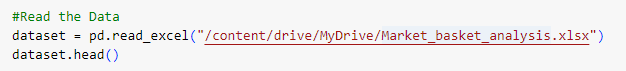 #Read the Data
dataset = pd.read_excel("/content/drive/MyDrive/Market_basket_analysis.xlsx")
dataset.head()